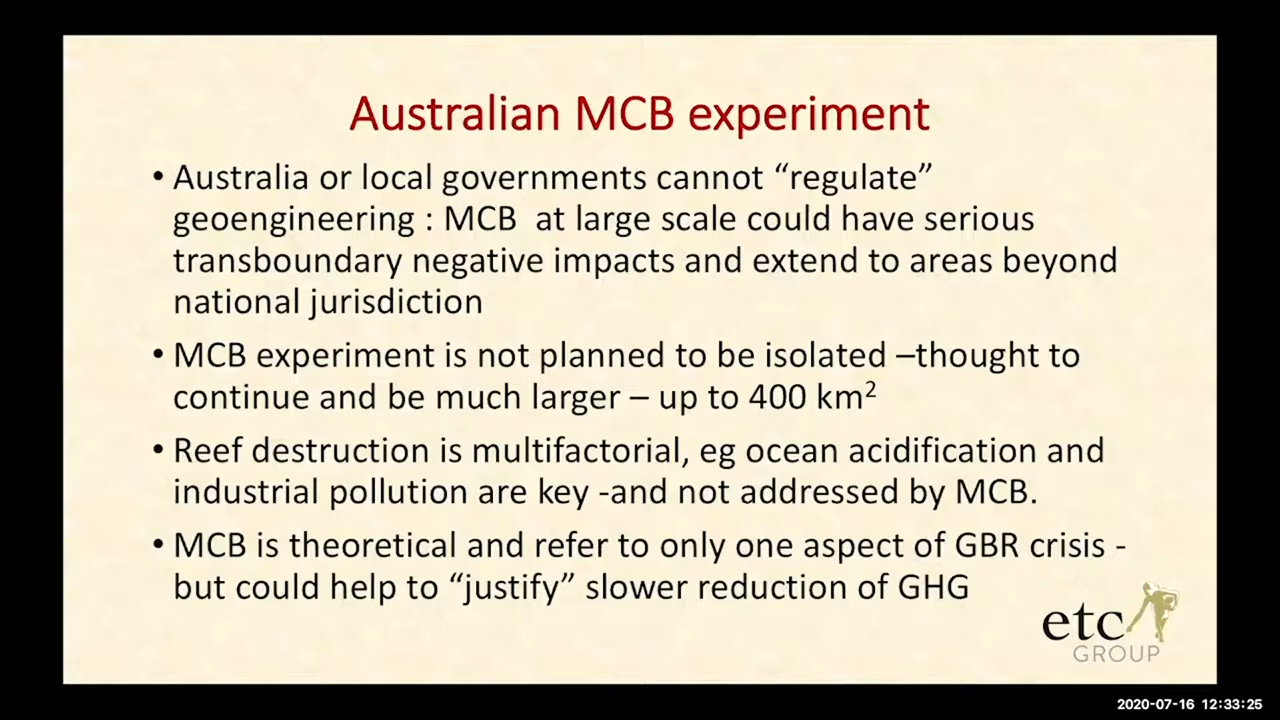 Australian MCB experiment
• Australia or local governments cannot “regulate”
geoengineering : MCB  at large scale could have serious
transboundary negative impacts and extend to areas beyond
national jurisdiction
• MCB experiment is not planned to be isolated –thought to
continue and be much larger – up to 400 km²
• Reef destruction is multifactorial, eg ocean acidification and
industrial pollution are key -and not addressed by MCB.
• MCB is theoretical and refer to only one aspect of GBR crisis -
but could help to “justify” slower reduction of GHG
etc
GROUP
2020-07-16 12:33:25